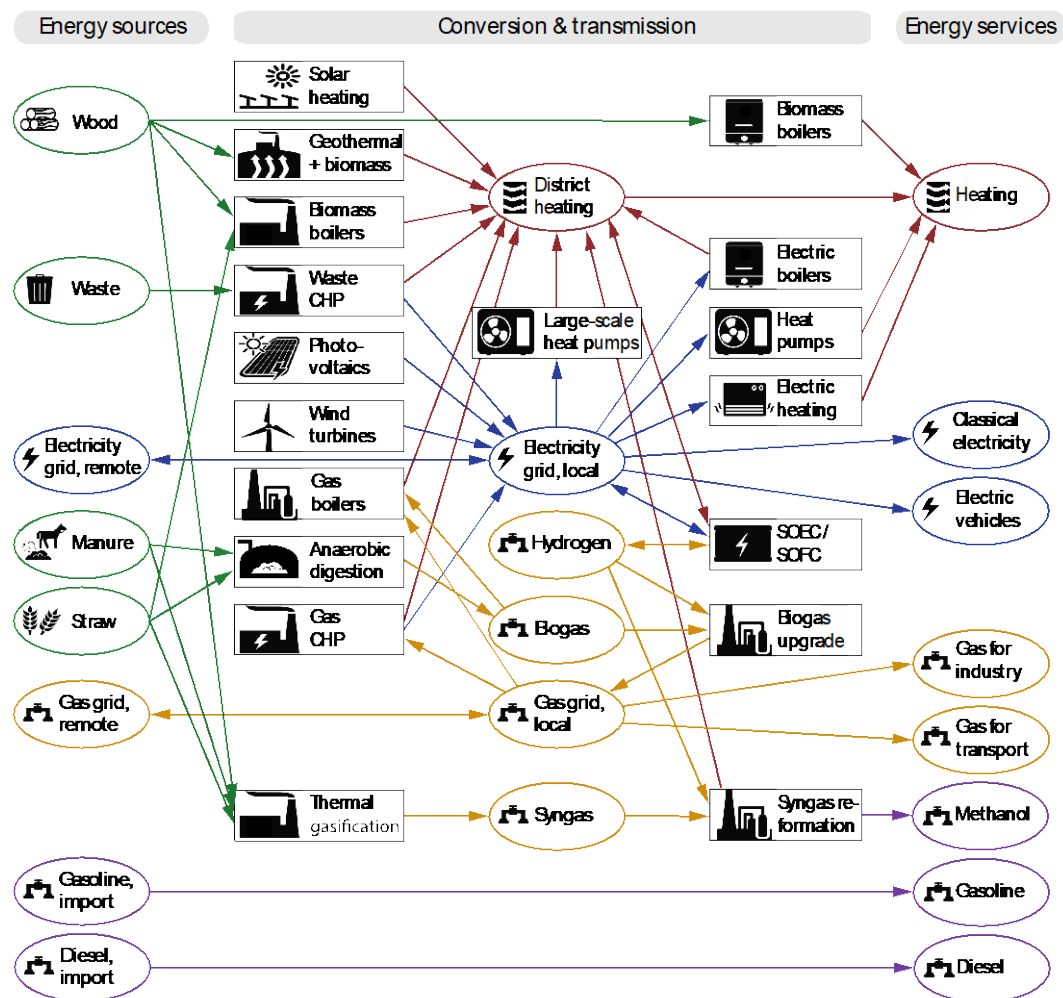 Energy sources
Conversion & transmission
Energy services
Wood
Waste
Electricity
grid, remote
Manure
Straw
Gas grid,
remote
Gasoline,
import
Diesel,
import
Solar
heating
Geothermal
+ biomass
Biomass
boilers
Waste
CHP
Photo-
voltaics
Wind
turbines
Gas
boilers
Anaerobic
digestion
Gas
CHP
Thermal
gasification
District
heating
Large-scale
heat pumps
Electricity
grid, local
Hydrogen
Biogas
Gas grid,
local
Syngas
Biomass
boilers
Electric
boilers
Heat
pumps
Electric
heating
SOEC/
SOFC
Biogas
upgrade
Syngas re-
formation
Heating
Classical
electricity
Electric
vehicles
Gas for
industry
Gas for
transport
Methanol
Gasoline
Diesel